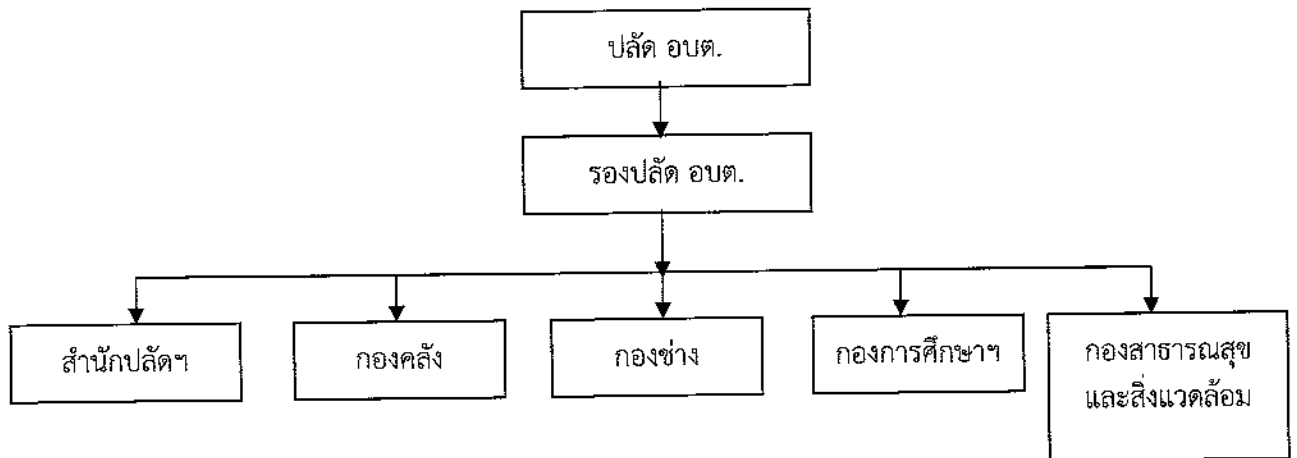 ปลัด อบต.
รองปลัด อบต.
สำนักปลัดฯ
กองคลัง
กองช่าง
กองการศึกษาฯ
กองสาธารณสุข
และสิ่งแวดล้อม